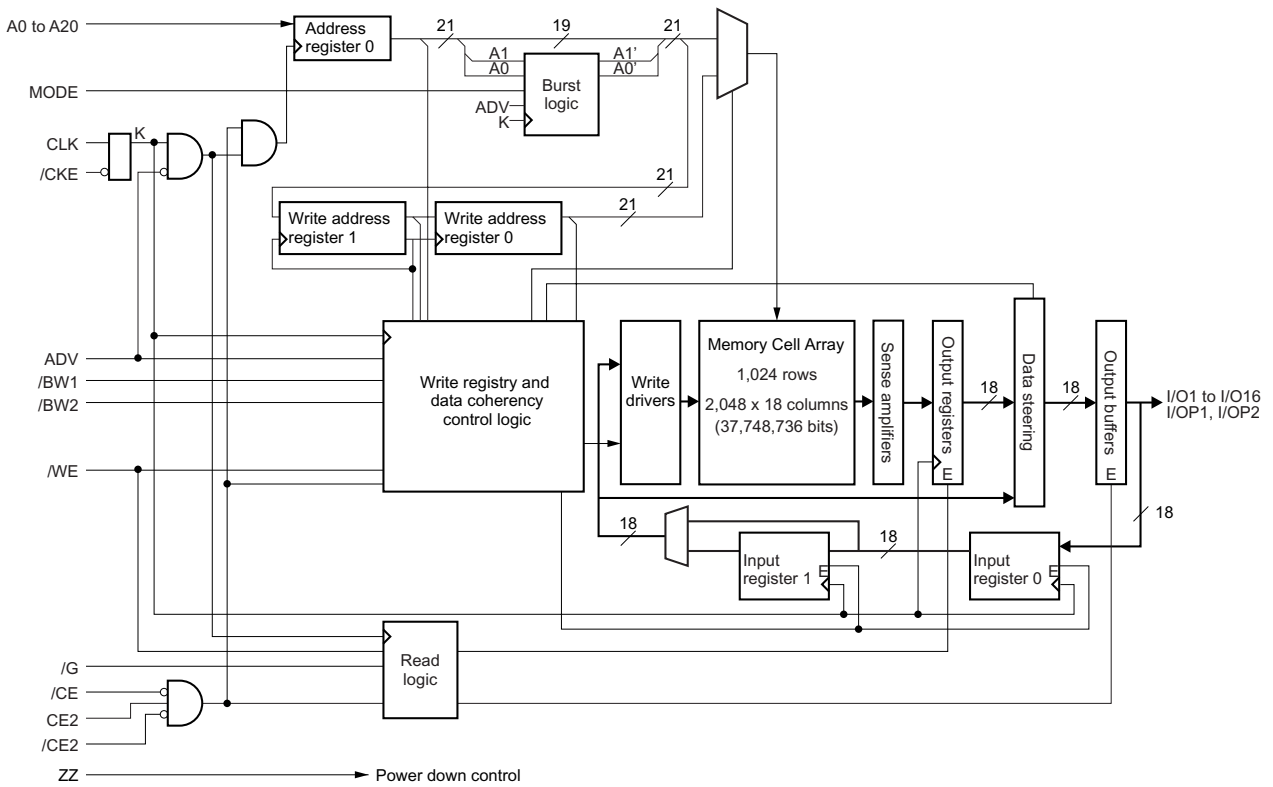 A0 to A20
Address
register 0
21
19
21
A1
A0
A1'
A0'
Burst
logic
MODE
ADV
K
CLK
K
/CKE
21
21
Write address
register 1
Write address
register 0
ADV
/BW1
/BW2
/WE
Write registry and
data coherency
control logic
Write
drivers
Memory Cell Array
1,024 rows
2,048 x 18 columns
(37,748,736 bits)
Sense amplifiers
Output registers
E
18
Data steering
18
Output buffers
E
I/O1 to I/O16
I/OP1, I/OP2
18
18
18
Input
register 1
E
Input
register 0
E
Read
logic
/G
/CE
CE2
/CE2
ZZ
Power down control